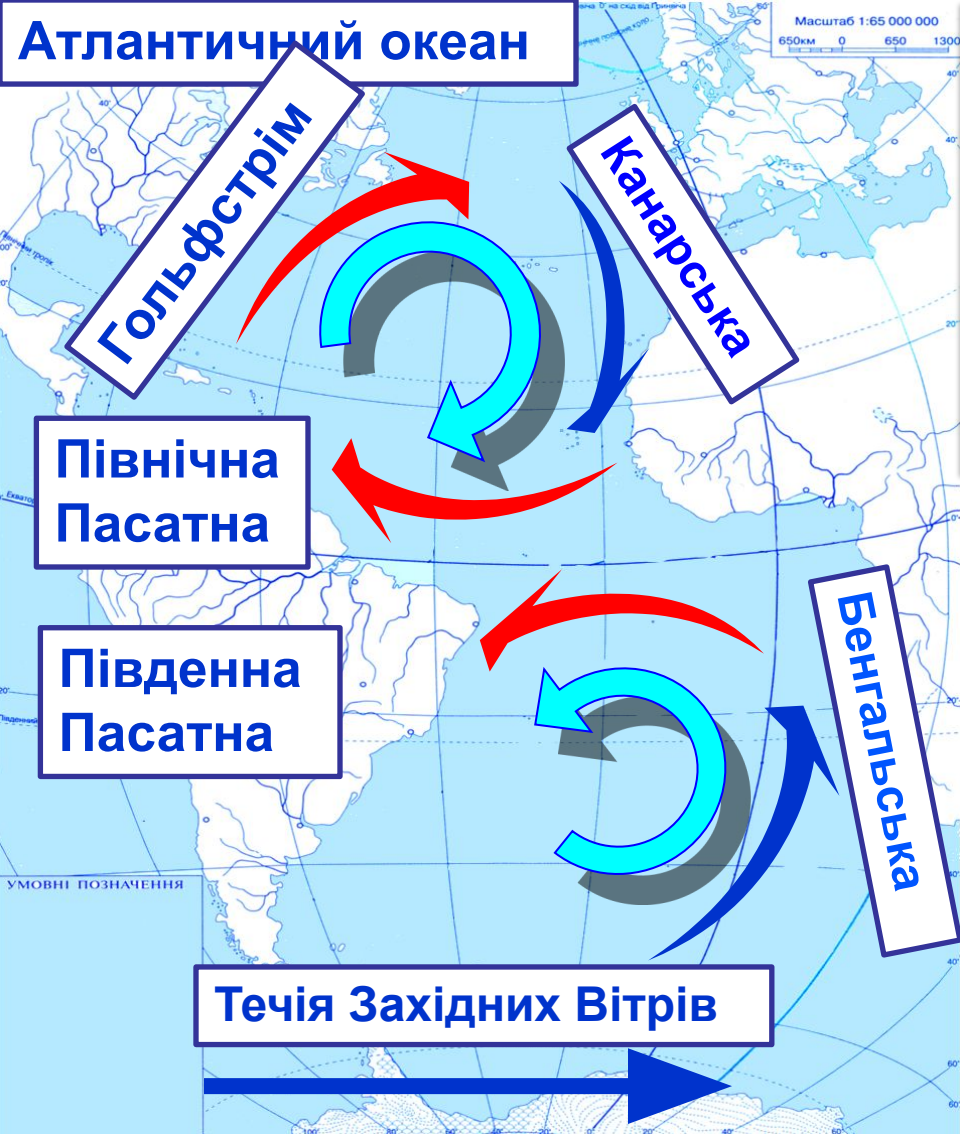 Атлантичний океан
Масштаб 1:65 000 000
650км 0 650 1300
Гольфстрім
Канарська
Північна
Пасатна
Південна
Пасатна
Бенгальська
УМОВНІ ПОЗНАЧЕННЯ
Течія Західних Вітрів